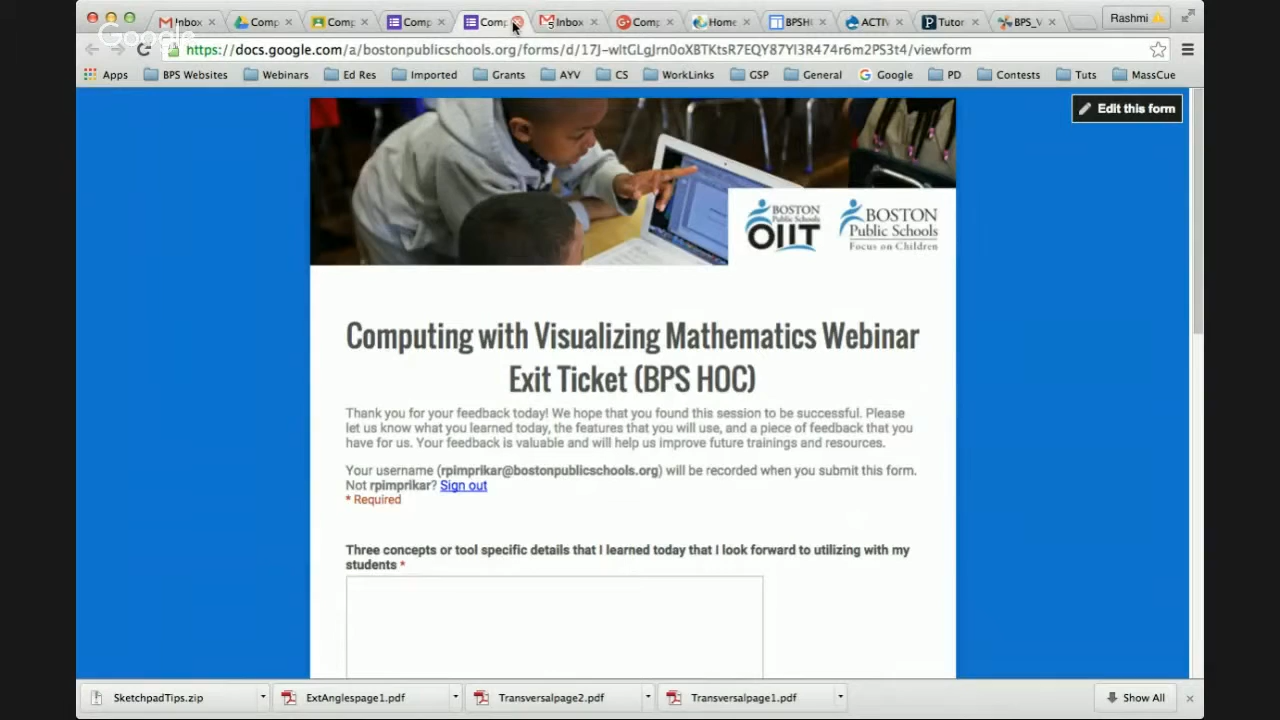 Inbox
Comp
Comp
Comp
Comp
Inbox
Comp
Home
BPSH
ACTIV
Tutor
BPS_V
Rashmi
Google
https://docs.google.com/a/bostonpublicschools.org/forms/d/17J-wltGLgJrn0oXBTKtsR7EQY87Yl3R474r6m2PS3t4/viewform
Apps BPS Websites Webinars Ed Res Imported Grants AYV CS WorkLinks GSP General Google PD Contests Tuts MassCue
Edit this form
BOSTON
Public Schools
OIIT
BOSTON
Public Schools
Focus on Children
Computing with Visualizing Mathematics Webinar
Exit Ticket (BPS HOC)
Thank you for your feedback today! We hope that you found this session to be successful. Please
let us know what you learned today, the features that you will use, and a piece of feedback that you
have for us. Your feedback is valuable and will help us improve future trainings and resources.
Your username (rpimprikar@bostonpublicschools.org) will be recorded when you submit this form.
Not rpimprikar? Sign out
* Required
Three concepts or tool specific details that I learned today that I look forward to utilizing with my
students *
SketchpadTips.zip ExtAnglespage1.pdf Transversalpage2.pdf Transversalpage1.pdf Show All